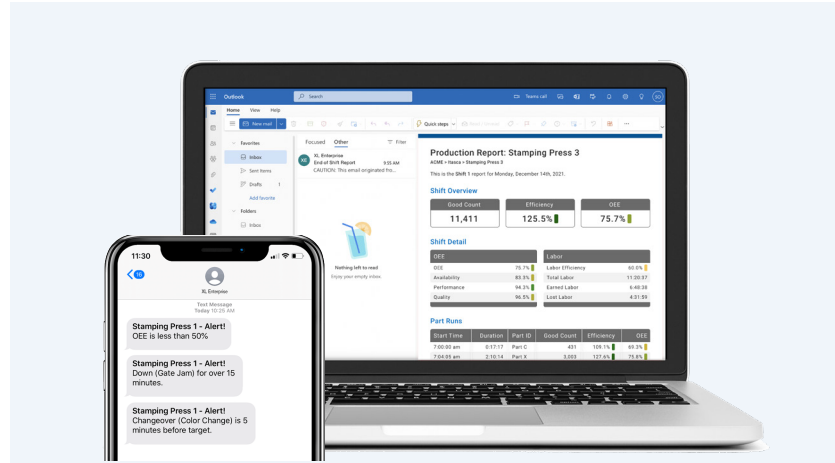 Outlook
Search
Teams call
SD
Home View Help
New mail
Quick steps
Favorites
Inbox
Sent Items
Drafts 1
Add favorite
Folders
Inbox
Focused Other Filter
XE
XL Enterprise
End of Shift Report 9:55 AM
CAUTION: This email originated fro...
Nothing left to read
Enjoy your empty inbox.
Production Report: Stamping Press 3
ACME > Itasca > Stamping Press 3
This is the Shift 1 report for Monday, December 14th, 2021.
Shift Overview
Good Count Efficiency OEE
11,411 125.5% 75.7%
Shift Detail
OEE Labor
OEE 75.7% Labor Efficiency 60.0%
Availability 83.3% Total Labor 11:20:37
Performance 94.3% Earned Labor 6:48:38
Quality 96.5% Lost Labor 4:31:59
Part Runs
Start Time Duration Part ID Good Count Efficiency OEE
7:00:00 am 0:17:17 Part C 431 109.1% 69.3%
7:04:05 am 2:10:14 Part X 3,003 127.6% 75.8%
11:30
16
XL Enterprise
Text Message
Today 10:25 AM
Stamping Press 1 - Alert!
OEE is less than 50%
Stamping Press 1 - Alert!
Down (Gate Jam) for over 15
minutes.
Stamping Press 1 - Alert!
Changeover (Color Change) is 5
minutes before target.